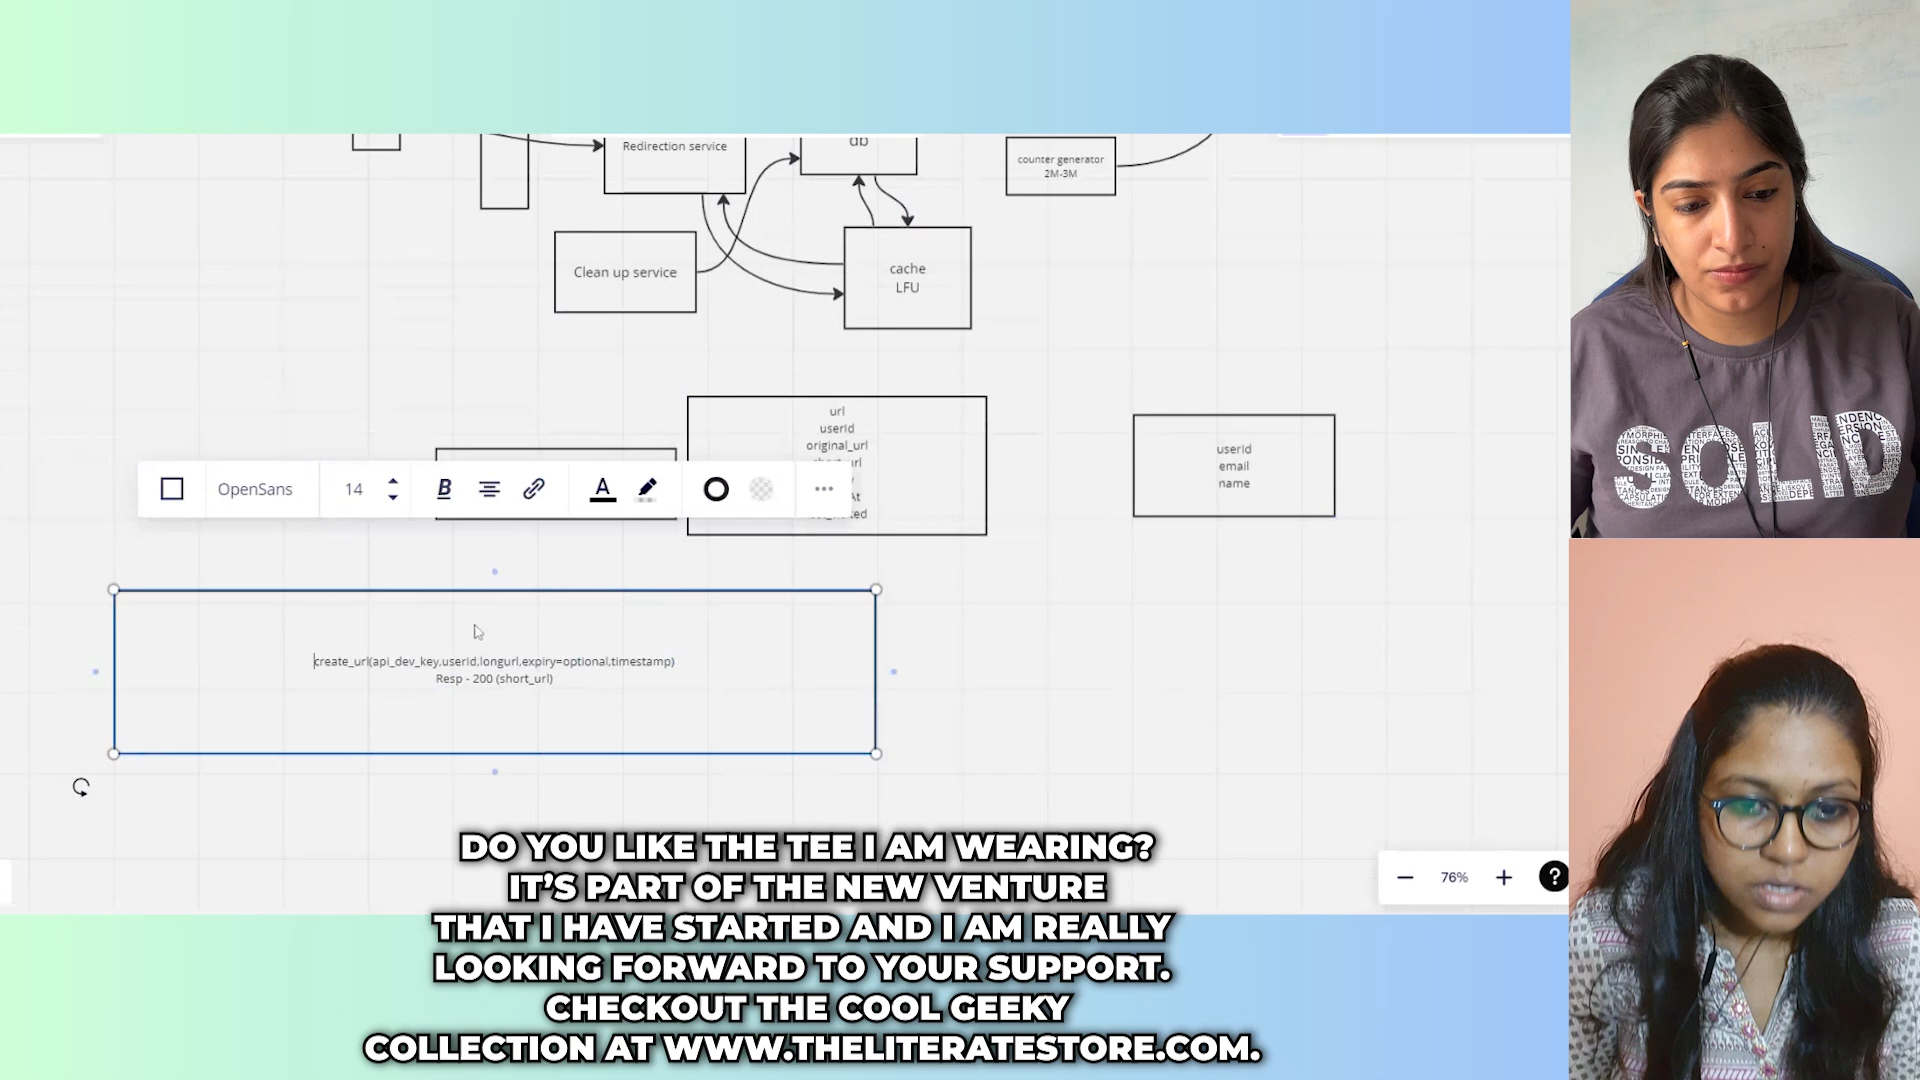 Redirection service
db
counter generator
2M-3M
Clean up service
cache
LFU
url
userId
original_url
userId
email
name
OpenSans
14
B
A
create_url(api_dev_key,userId,longurl,expiry=optional,timestamp)
Resp - 200 (short_url)
76%
?
SOLID
DO YOU LIKE THE TEE I AM WEARING?
IT'S PART OF THE NEW VENTURE
THAT I HAVE STARTED AND I AM REALLY
LOOKING FORWARD TO YOUR SUPPORT.
CHECKOUT THE COOL GEEKY
COLLECTION AT WWW.THELITERATESTORE.COM.